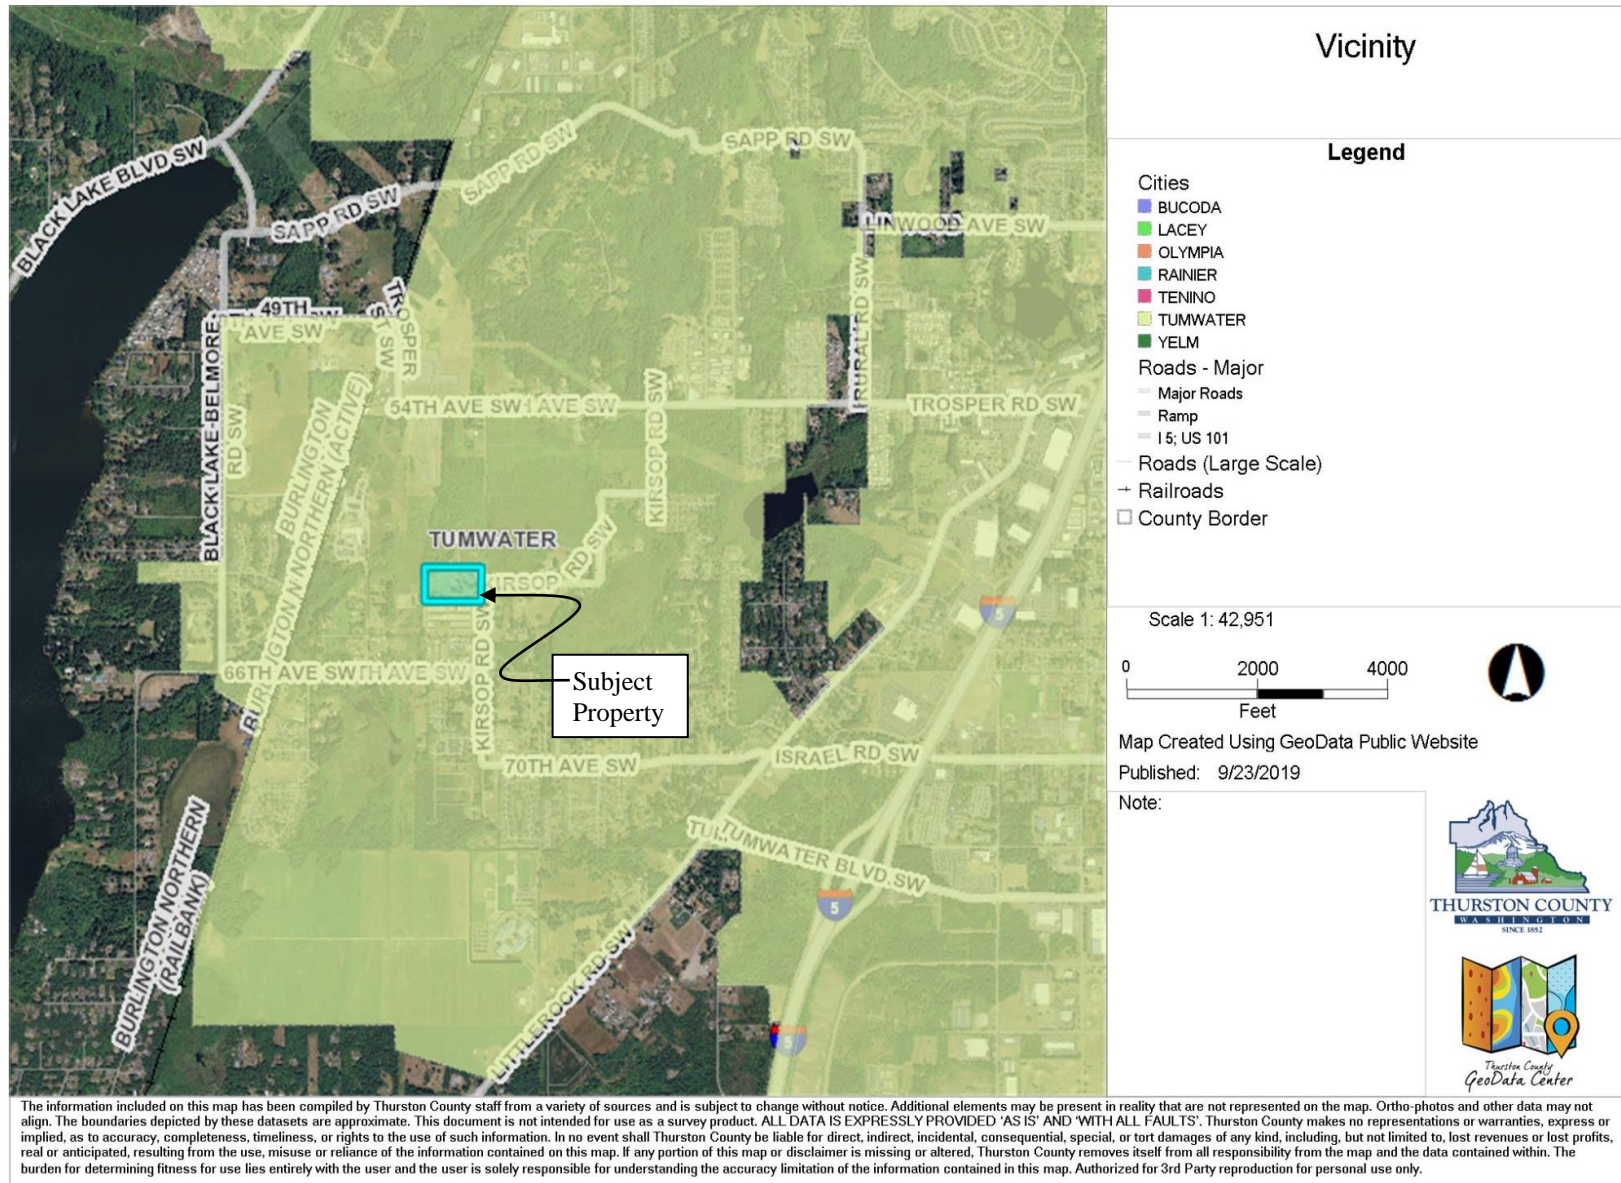 Vicinity
Legend
Cities
BUCODA
LACEY
OLYMPIA
RAINIER
TENINO
TUMWATER
YELM
Roads - Major
Major Roads
Ramp
I 5; US 101
Roads (Large Scale)
Railroads
County Border
Scale 1: 42,951
0 2000 4000
Feet
Map Created Using GeoData Public Website
Published: 9/23/2019
Note:
THURSTON COUNTY
WASHINGTON
SINCE 1852
Thurston County
GeoData Center
BLACK LAKE BLVD SW
SAPP RD SW
SAPP RD SW
SAPP RD SW
LINWOOD AVE SW
RURAL RD SW
49TH
AVE SW
TROSPER
ST SW
TROSPER
BLACK LAKE-BELMORE
RD SW
BURLINGTON
NORTHERN (ACTIVE)
54TH AVE SW
AVE SW
TROSPER RD SW
KIRSOP RD SW
TUMWATER
KIRSOP RD SW
KIRSOP RD SW
BURLINGTON NORTHERN
66TH AVE SW
TH AVE SW
Subject
Property
5
70TH AVE SW
ISRAEL RD SW
TUMWATER BLVD SW
5
BURLINGTON NORTHERN
(RAILBANK)
LITTLEROCK RD SW
5
The information included on this map has been compiled by Thurston County staff from a variety of sources and is subject to change without notice. Additional elements may be present in reality that are not represented on the map. Ortho-photos and other data may not
align. The boundaries depicted by these datasets are approximate. This document is not intended for use as a survey product. ALL DATA IS EXPRESSLY PROVIDED 'AS IS' AND 'WITH ALL FAULTS'. Thurston County makes no representations or warranties, express or
implied, as to accuracy, completeness, timeliness, or rights to the use of such information. In no event shall Thurston County be liable for direct, indirect, incidental, consequential, special, or tort damages of any kind, including, but not limited to, lost revenues or lost profits,
real or anticipated, resulting from the use, misuse or reliance of the information contained on this map. If any portion of this map or disclaimer is missing or altered, Thurston County removes itself from all responsibility from the map and the data contained within. The
burden for determining fitness for use lies entirely with the user and the user is solely responsible for understanding the accuracy limitation of the information contained in this map. Authorized for 3rd Party reproduction for personal use only.